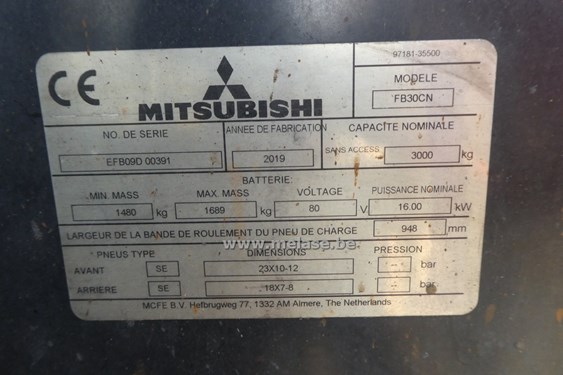 97181-35500
CE
MITSUBISHI
MODELE
FB30CN
NO. DE SERIE
ANNEE DE FABRICATION
CAPACITE NOMINALE
EFB09D 00391
2019
SANS ACCESS. 3000 kg
BATTERIE:
MIN. MASS
MAX. MASS
VOLTAGE
PUISSANCE NOMINALE
1480 kg 1689 kg 80 V 16.00 kW
LARGEUR DE LA BANDE DE ROULEMENT DU PNEU DE CHARGE 948 mm
www.melase.be
PNEUS TYPE
DIMENSIONS
PRESSION
AVANT SE 23X10-12 -- bar
ARRIERE SE 18X7-8 -- bar
MCFE B.V. Hefbrugweg 77, 1332 AM Almere, The Netherlands